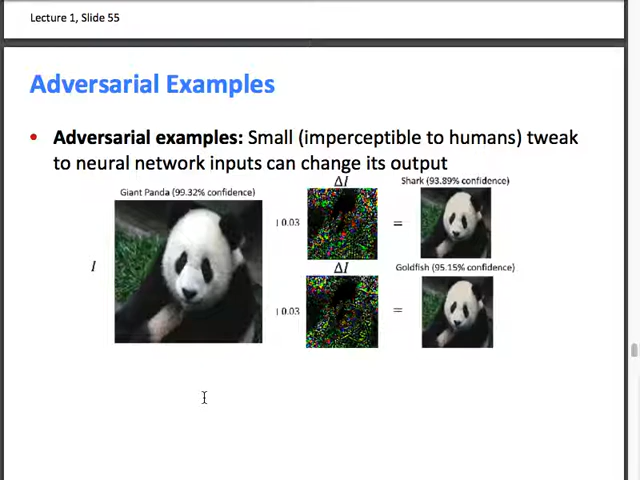 Lecture 1, Slide 55
Adversarial Examples
• Adversarial examples: Small (imperceptible to humans) tweak
to neural network inputs can change its output
Giant Panda (99.32% confidence)
ΔI
Shark (93.89% confidence)
I
0.03
=
ΔI
Goldfish (95.15% confidence)
0.03
=